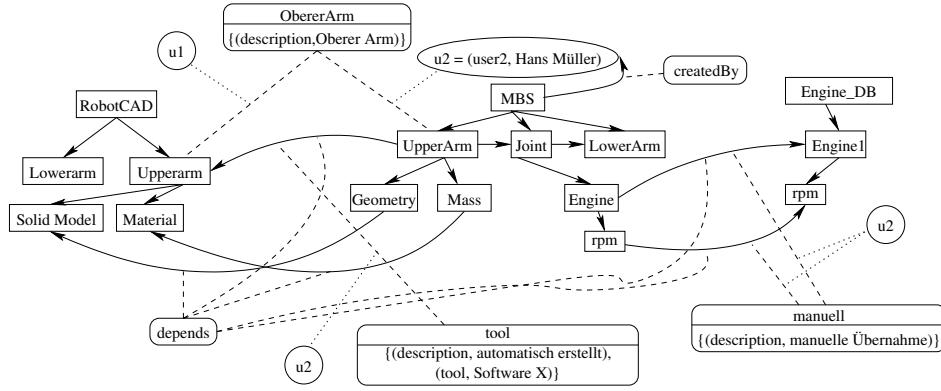 ObererArm
{(description,Oberer Arm)}
u1
u2 = (user2, Hans Müller)
createdBy
RobotCAD
MBS
Engine_DB
Lowerarm
Upperarm
UpperArm
Joint
LowerArm
Engine1
Solid Model
Material
Geometry
Mass
Engine
rpm
rpm
u2
depends
u2
tool
{(description, automatisch erstellt),
(tool, Software X)}
manuell
{(description, manuelle Übernahme)}